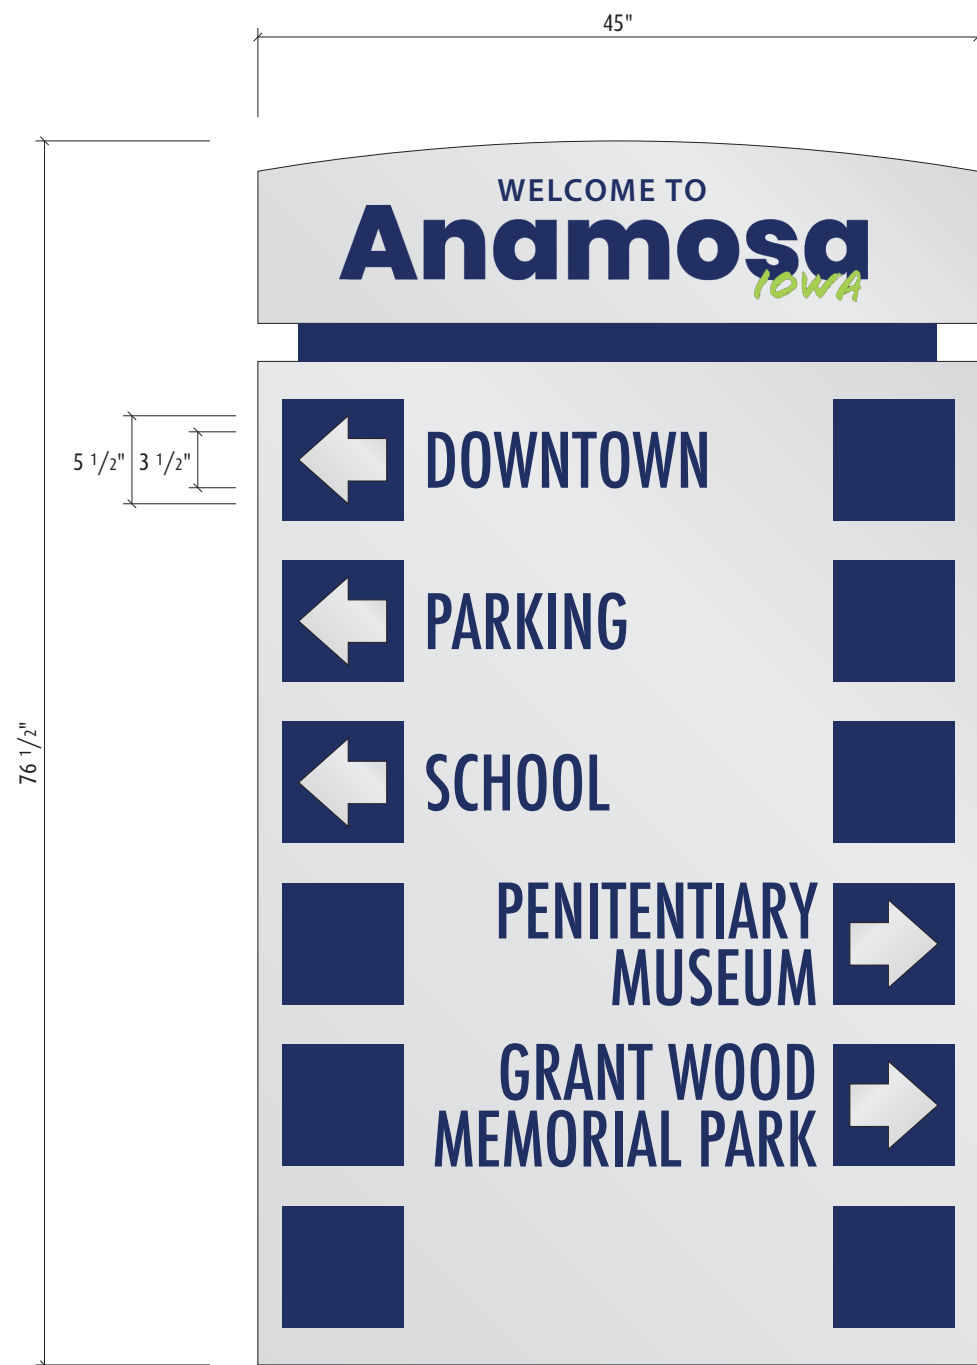 45"
WELCOME TO
Anamosa
IOWA
5 1/2" 3 1/2"
DOWNTOWN
PARKING
76 1/2"
SCHOOL
PENITENTIARY
MUSEUM
GRANT WOOD
MEMORIAL PARK